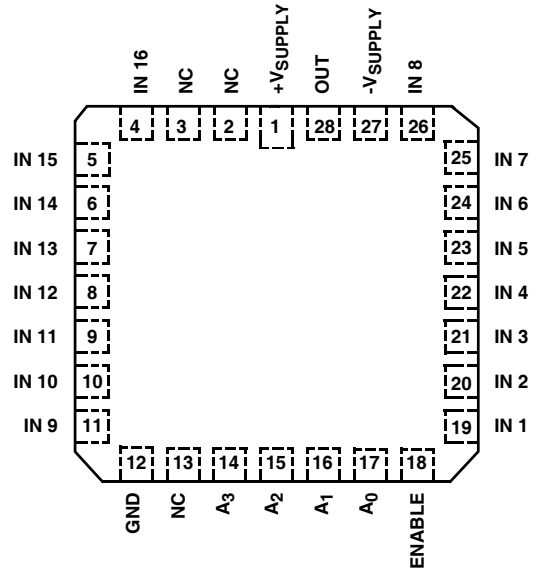 IN 16
NC
NC
+VSUPPLY
OUT
-VSUPPLY
IN 8
4 3 2 1 28 27 26
IN 15 5 25 IN 7
IN 14 6 24 IN 6
IN 13 7 23 IN 5
IN 12 8 22 IN 4
IN 11 9 21 IN 3
IN 10 10 20 IN 2
IN 9 11 19 IN 1
12 13 14 15 16 17 18
GND
NC
A3
A2
A1
A0
ENABLE